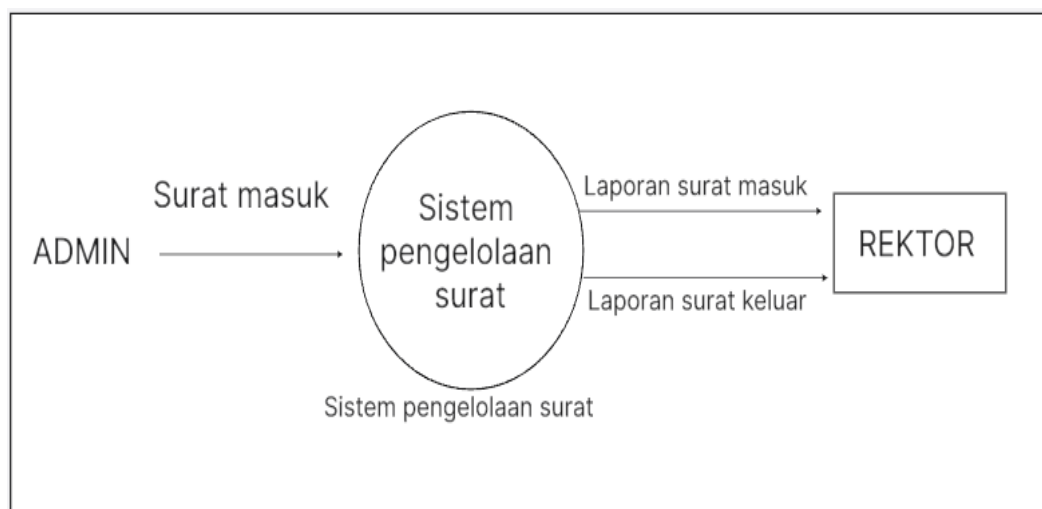 Surat masuk
ADMIN
Sistem
pengelolaan
surat
Sistem pengelolaan surat
Laporan surat masuk
Laporan surat keluar
REKTOR